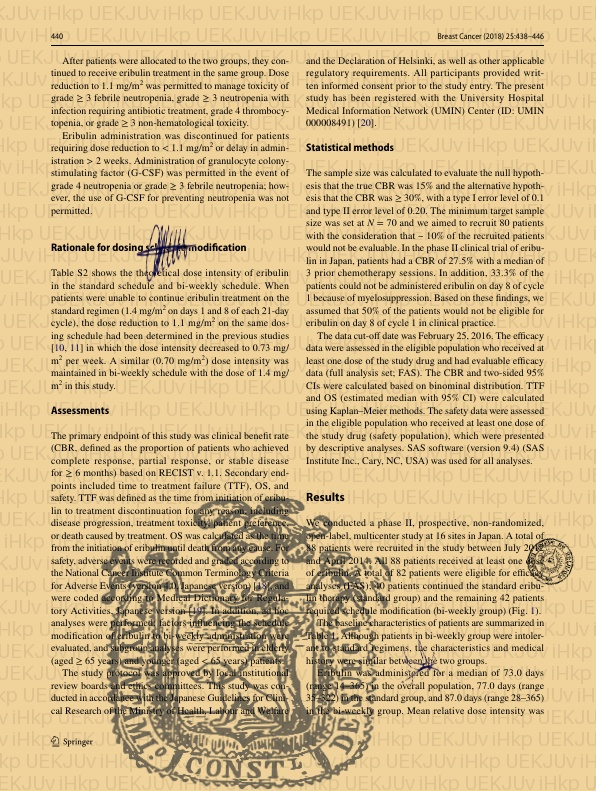 440
Breast Cancer (2018) 25:438–446
After patients were allocated to the two groups, they con-
tinued to receive eribulin treatment in the same group. Dose
reduction to 1.1 mg/m² was permitted to manage toxicity of
grade ≥ 3 febrile neutropenia, grade ≥ 3 neutropenia with
infection requiring antibiotic treatment, grade 4 thrombocy-
topenia, or grade ≥ 3 non-hematological toxicity.
Eribulin administration was discontinued for patients
requiring dose reduction to < 1.1 mg/m² or delay in admin-
istration > 2 weeks. Administration of granulocyte colony-
stimulating factor (G-CSF) was permitted in the event of
grade 4 neutropenia or grade ≥ 3 febrile neutropenia; how-
ever, the use of G-CSF for preventing neutropenia was not
permitted.
Rationale for dosing schedule modification
Table S2 shows the theoretical dose intensity of eribulin
in the standard schedule and bi-weekly schedule. When
patients were unable to continue eribulin treatment on the
standard regimen (1.4 mg/m² on days 1 and 8 of each 21-day
cycle), the dose reduction to 1.1 mg/m² on the same dos-
ing schedule had been determined in the previous studies
[10, 11] in which the dose intensity decreased to 0.73 mg/
m² per week. A similar (0.70 mg/m²) dose intensity was
maintained in bi-weekly schedule with the dose of 1.4 mg/
m² in this study.
Assessments
The primary endpoint of this study was clinical benefit rate
(CBR, defined as the proportion of patients who achieved
complete response, partial response, or stable disease
for ≥ 6 months) based on RECIST v. 1.1. Secondary end-
points included time to treatment failure (TTF), OS, and
safety. TTF was defined as the time from initiation of eribu-
lin to treatment discontinuation for any reason, including
disease progression, treatment toxicity, patient preference,
or death caused by treatment. OS was calculated as the time
from the initiation of eribulin until death from any cause. For
safety, adverse events were recorded and graded according to
the National Cancer Institute Common Terminology Criteria
for Adverse Events (version 4.0 Japanese version) [18], and
were coded according to Medical Dictionary for Regula-
tory Activities, Japanese version [19]. In addition, ad hoc
analyses were performed: factors influencing the schedule
modification of eribulin to bi-weekly administration were
evaluated, and subgroup analyses were performed in elderly
(aged ≥ 65 years) and younger (aged < 65 years) patients.
The study protocol was approved by local institutional
review boards and ethics committees. This study was con-
ducted in accordance with the Japanese Guidelines for Clin-
cal Research of the Ministry of Health, Labour and Welfare
and the Declaration of Helsinki, as well as other applicable
regulatory requirements. All participants provided writ-
ten informed consent prior to the study entry. The present
study has been registered with the University Hospital
Medical Information Network (UMIN) Center (ID: UMIN
000008491) [20].
Statistical methods
The sample size was calculated to evaluate the null hypoth-
esis that the true CBR was 15% and the alternative hypoth-
esis that the CBR was ≥ 30%, with a type I error level of 0.1
and type II error level of 0.20. The minimum target sample
size was set at N = 70 and we aimed to recruit 80 patients
with the consideration that ~ 10% of the recruited patients
would not be evaluable. In the phase II clinical trial of eribu-
lin in Japan, patients had a CBR of 27.5% with a median of
3 prior chemotherapy sessions. In addition, 33.3% of the
patients could not be administered eribulin on day 8 of cycle
1 because of myelosuppression. Based on these findings, we
assumed that 50% of the patients would not be eligible for
eribulin on day 8 of cycle 1 in clinical practice.
The data cut-off date was February 25, 2016. The efficacy
data were assessed in the eligible population who received at
least one dose of the study drug and had evaluable efficacy
data (full analysis set; FAS). The CBR and two-sided 95%
CIs were calculated based on binominal distribution. TTF
and OS (estimated median with 95% CI) were calculated
using Kaplan–Meier methods. The safety data were assessed
in the eligible population who received at least one dose of
the study drug (safety population), which were presented
by descriptive analyses. SAS software (version 9.4) (SAS
Institute Inc., Cary, NC, USA) was used for all analyses.
Results
We conducted a phase II, prospective, non-randomized,
open-label, multicenter study at 16 sites in Japan. A total of
88 patients were recruited in the study between July 2012
and April 2014. All 88 patients received at least one
of eribulin. A total of 82 patients were eligible for efficacy
analyses (FAS). 40 patients continued the standard eribu-
lin therapy (standard group) and the remaining 42 patients
required schedule modification (bi-weekly group) (Fig. 1).
The baseline characteristics of patients are summarized in
Table 1. Although patients in bi-weekly group were intoler-
ant to standard regimens, the characteristics and medical
history were similar between the two groups.
Eribulin was administered for a median of 73.0 days
(range 14–365) in the overall population, 77.0 days (range
in the standard group, and 87.0 days (range 28–365)
in the bi-weekly group. Mean relative dose intensity was
Springer